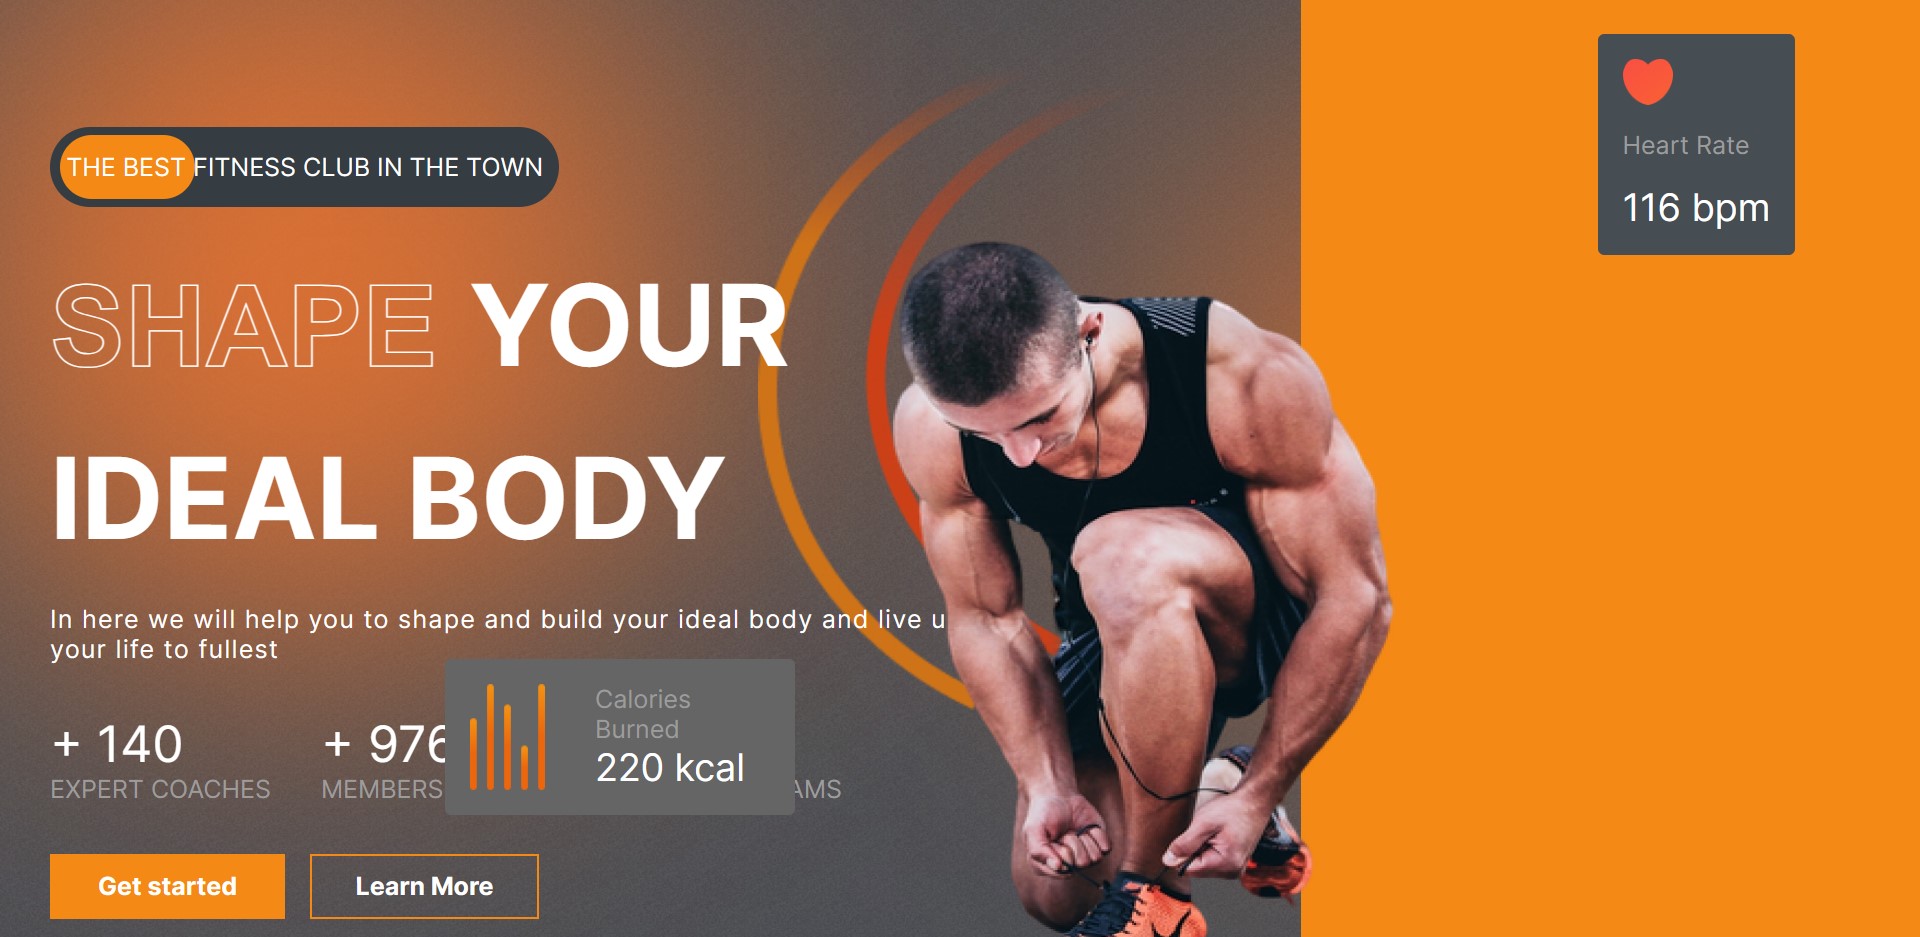 THE BEST FITNESS CLUB IN THE TOWN
Heart Rate
116 bpm
SHAPE YOUR
IDEAL BODY
In here we will help you to shape and build your ideal body and live u
your life to fullest
Calories
Burned
220 kcal
+ 140
+ 976
EXPERT COACHES
MEMBERS
Get started
Learn More